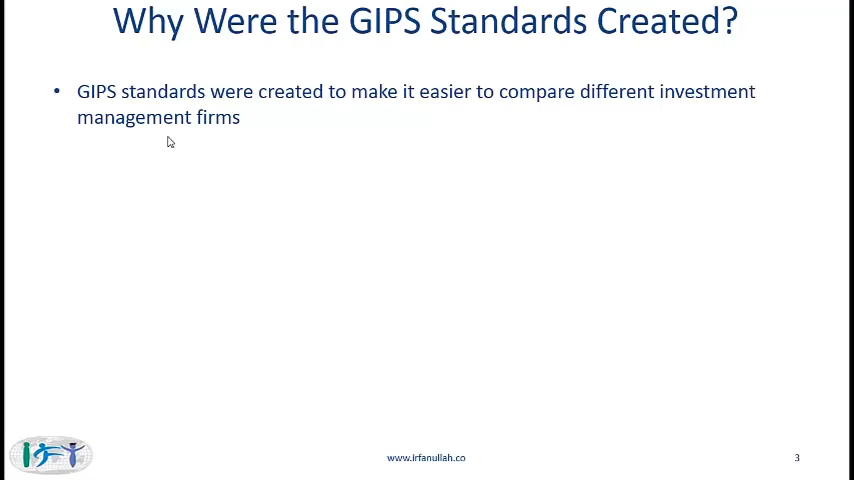 Why Were the GIPS Standards Created?
• GIPS standards were created to make it easier to compare different investment
management firms
www.irfanullah.co
3